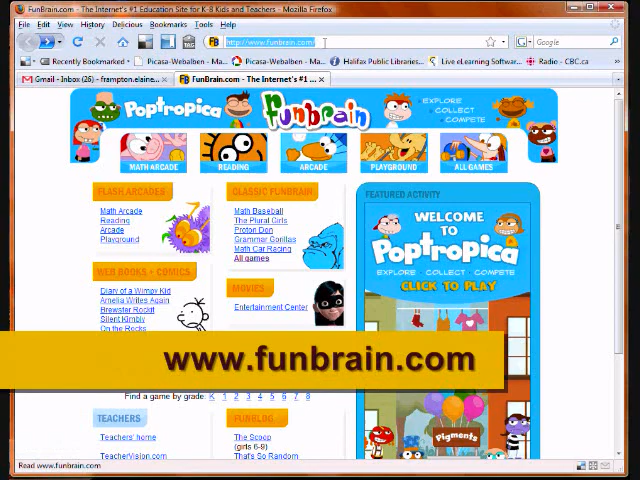 FunBrain.com - The Internet's #1 Education Site for K-8 Kids and Teachers - Mozilla Firefox
File Edit View History Delicious Bookmarks Tools Help
http://www.funbrain.com/
Google
Gmail Picasa-Webalben - ... Picasa-Webalben - ... Halifax Public Libraries... Live eLearning Softwar... Radio - CBC.ca
Gmail - Inbox (26) - frampton.elaine...
FunBrain.com - The Internet's #1 ...
POPTROPICA
funbrain
EXPLORE
COLLECT
COMPETE
MATH ARCADE
READING
ARCADE
PLAYGROUND
ALL GAMES
FLASH ARCADES
Math Arcade
Reading
Arcade
Playground
CLASSIC FUNBRAIN
Math Baseball
The Plural Girls
Proton Don
Grammar Gorillas
Math Car Racing
All games
WEB BOOKS + COMICS
Diary of a Wimpy Kid
Amelia Writes Again
Brewster Rockit
Silent Kimbly
On the Rocks
MOVIES
Entertainment Center
FEATURED ACTIVITY
WELCOME
TO
POPTROPICA
EXPLORE · COLLECT · COMPETE
CLICK TO PLAY
Pigments
www.funbrain.com
Find a game by grade: K 1 2 3 4 5 6 7 8
TEACHERS
Teachers' home
TeacherVision.com
FUNBLOG
The Scoop
(girls 6-9)
That's So Random
Read www.funbrain.com